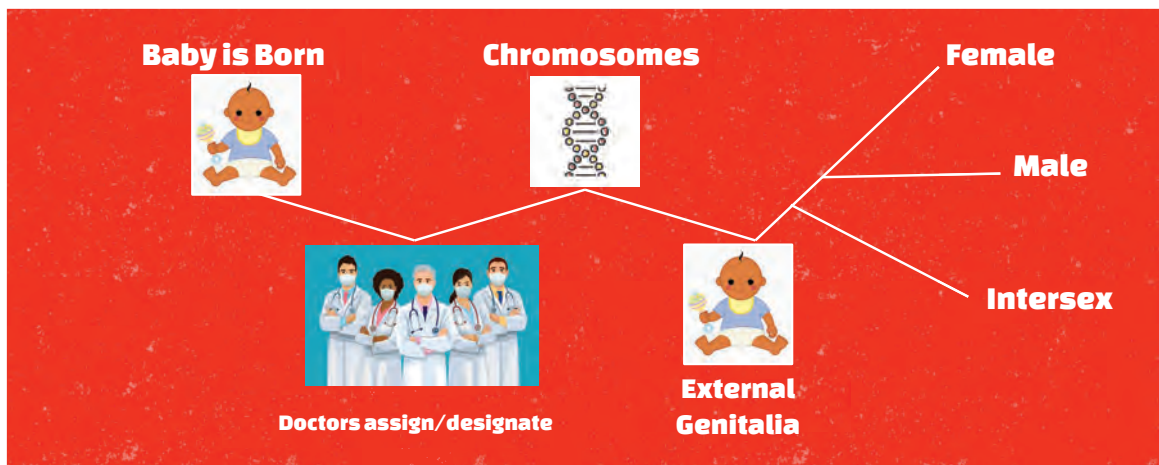 Baby is Born
Chromosomes
Female
Male
Intersex
Doctors assign/designate
External
Genitalia